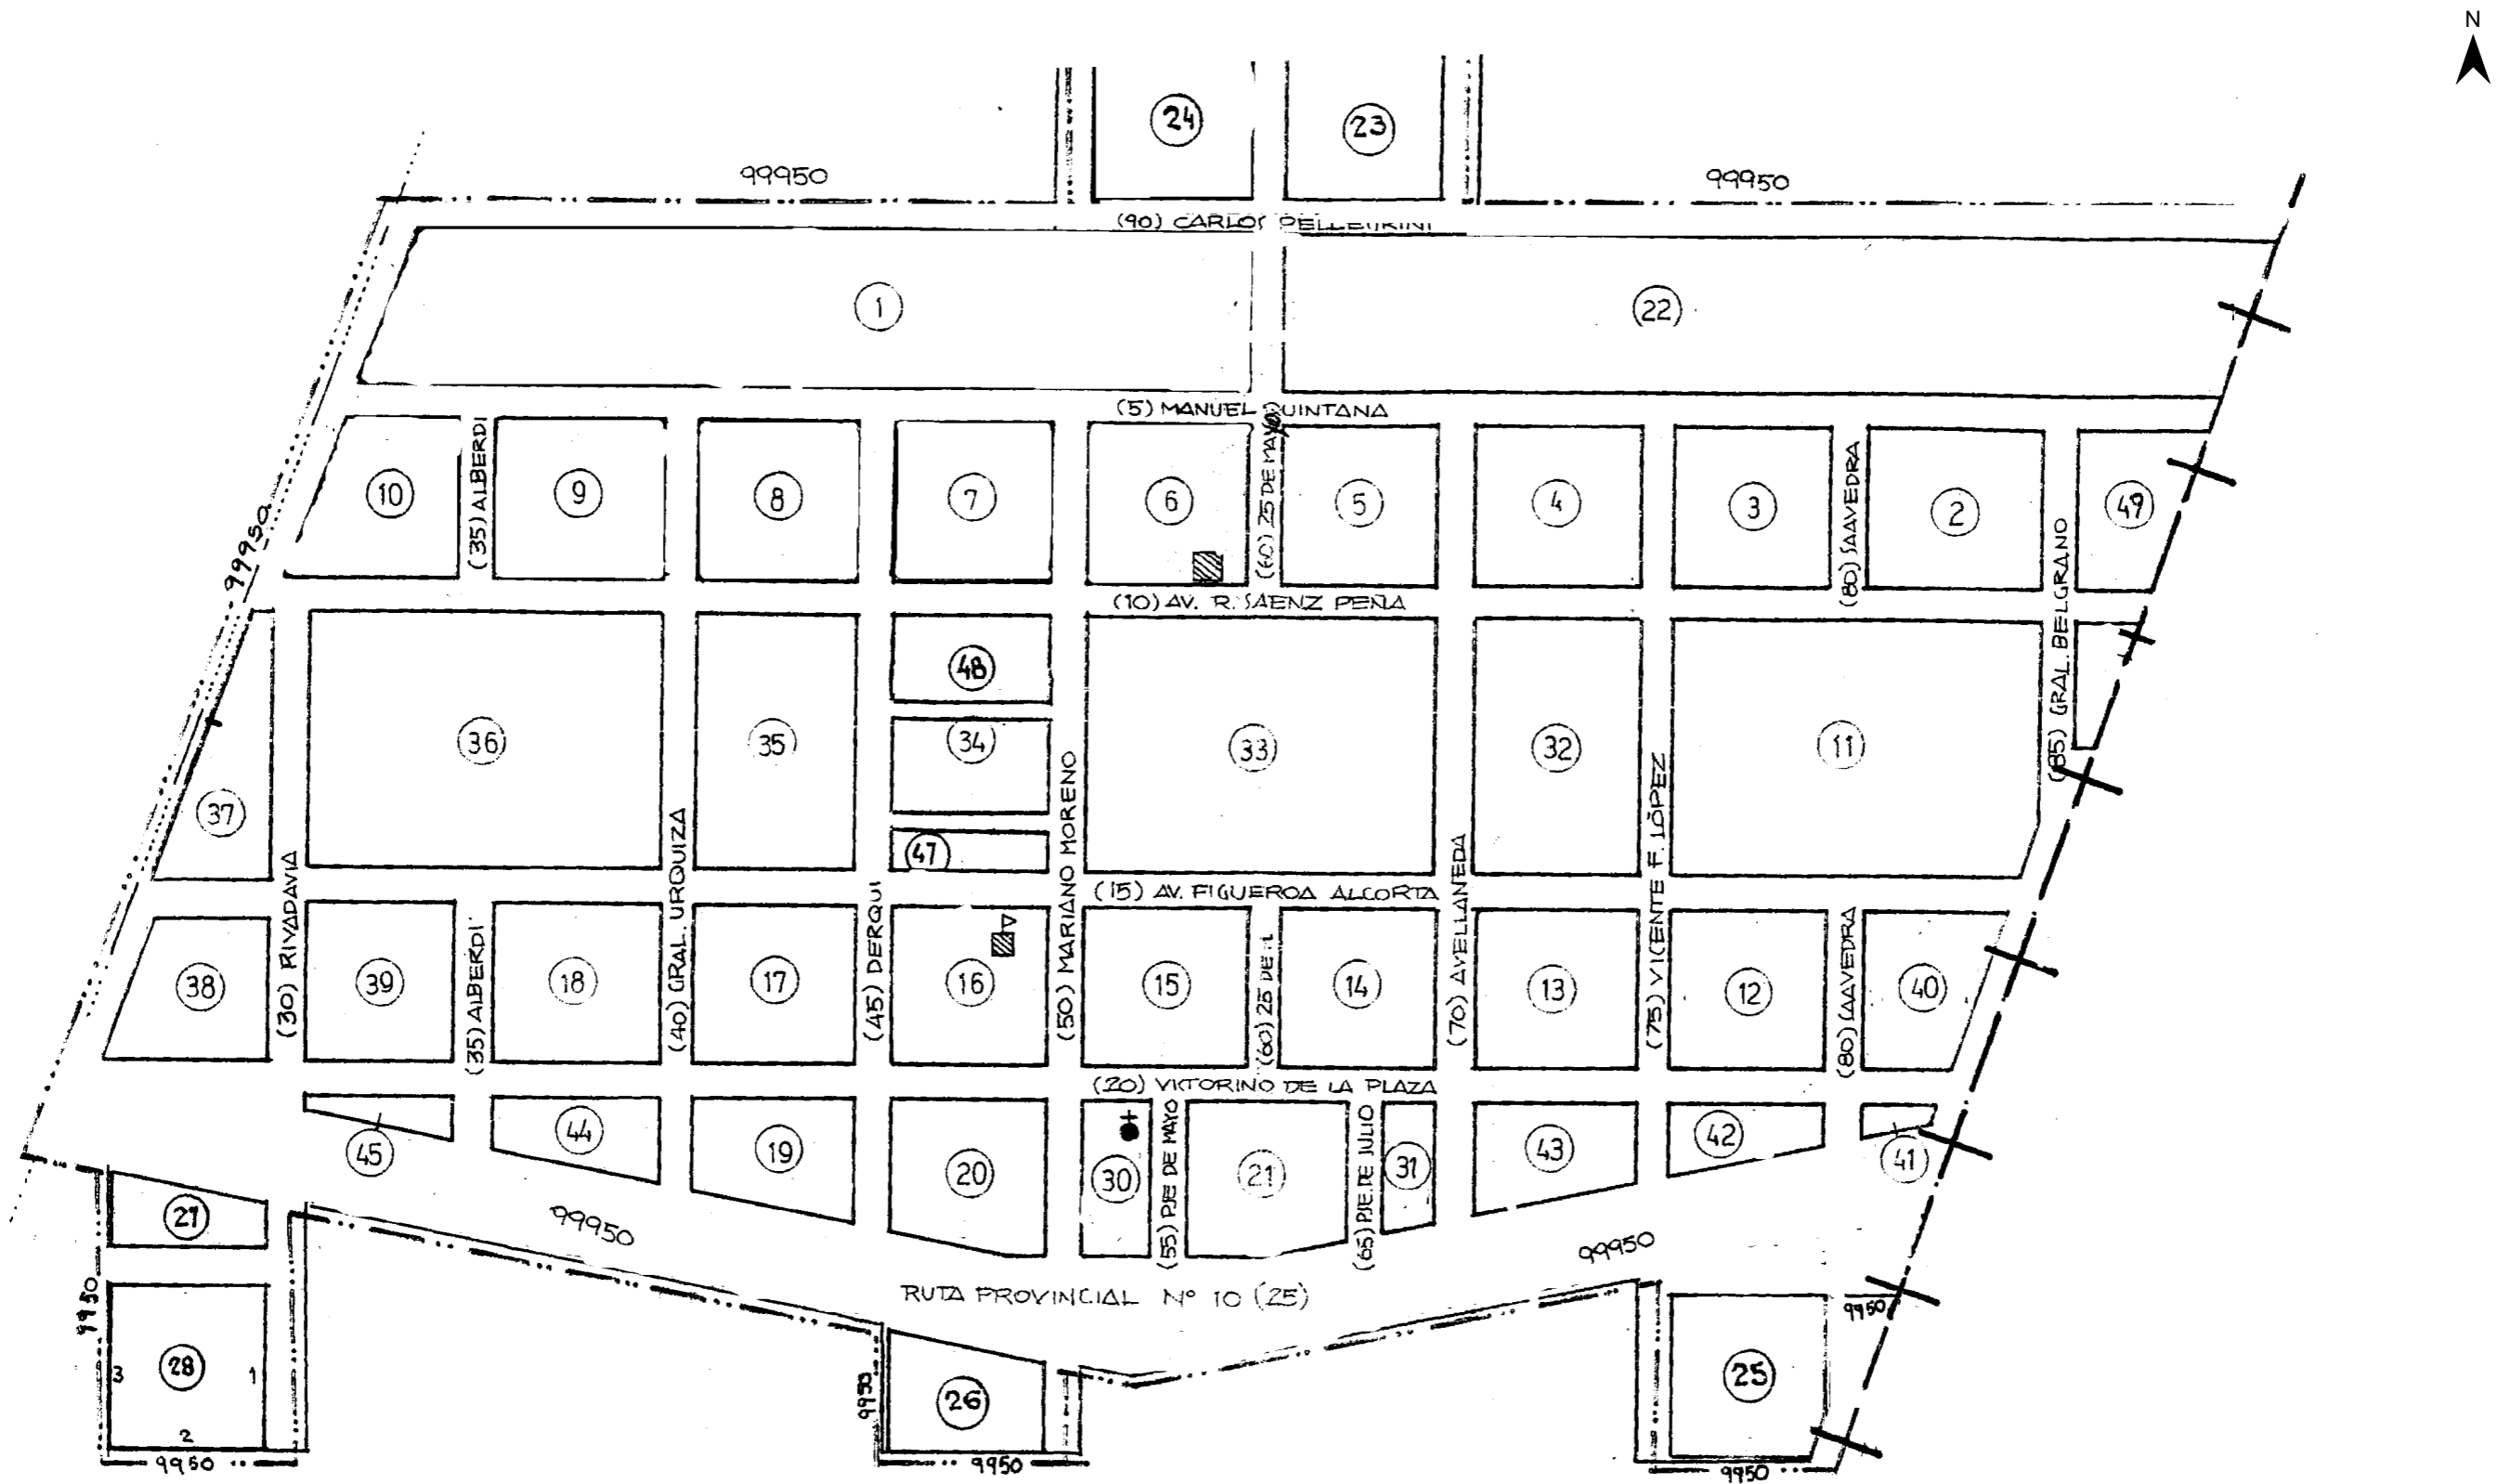 N
24
23
99950
99950
(90) CARLOS PELLEGRINI
1
22
(5) MANUEL QUINTANA
10
(35) ALBERDI
9
8
7
6
(60) 25 DE MAYO
5
4
3
(80) SAAVEDRA
2
49
99950
(10) AV. R. SAENZ PEÑA
(85) GRAL. BELGRANO
48
36
35
34
33
32
11
37
47
(15) AV. FIGUEROA ALCORTA
(30) RIVADAVIA
(35) ALBERDI
(40) GRAL. URQUIZA
(45) DERQUI
(50) MARIANO MORENO
(60) 25 DE
(70) AVELLANEDA
(75) VICENTE F. LÓPEZ
(80) SAAVEDRA
38
39
18
17
16
15
14
13
12
40
(20) VICTORINO DE LA PLAZA
45
44
19
20
30
(55) PJE DE MAYO
21
(65) PJE. DE JULIO
31
43
42
41
27
99950
99950
RUTA PROVINCIAL Nº 10 (25)
9950
9950
28
3
1
2
9950
26
25
9950
9950
9950